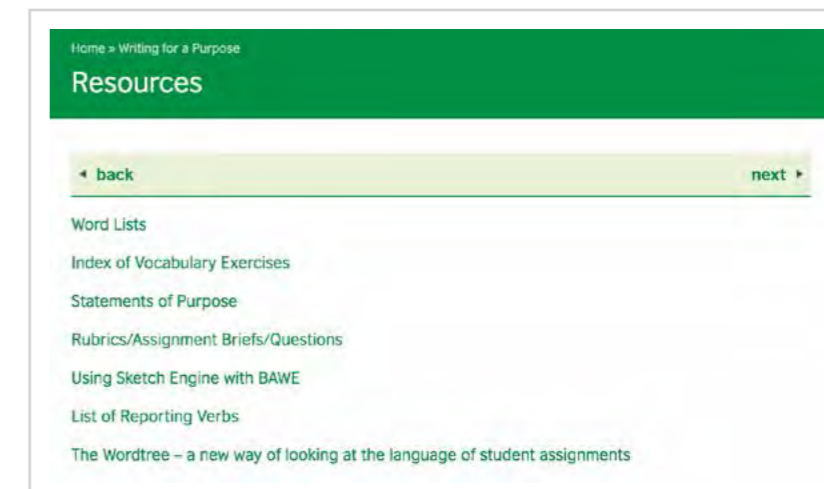 Home » Writing for a Purpose
Resources
◂ back next ▸
Word Lists
Index of Vocabulary Exercises
Statements of Purpose
Rubrics/Assignment Briefs/Questions
Using Sketch Engine with BAWE
List of Reporting Verbs
The Wordtree – a new way of looking at the language of student assignments